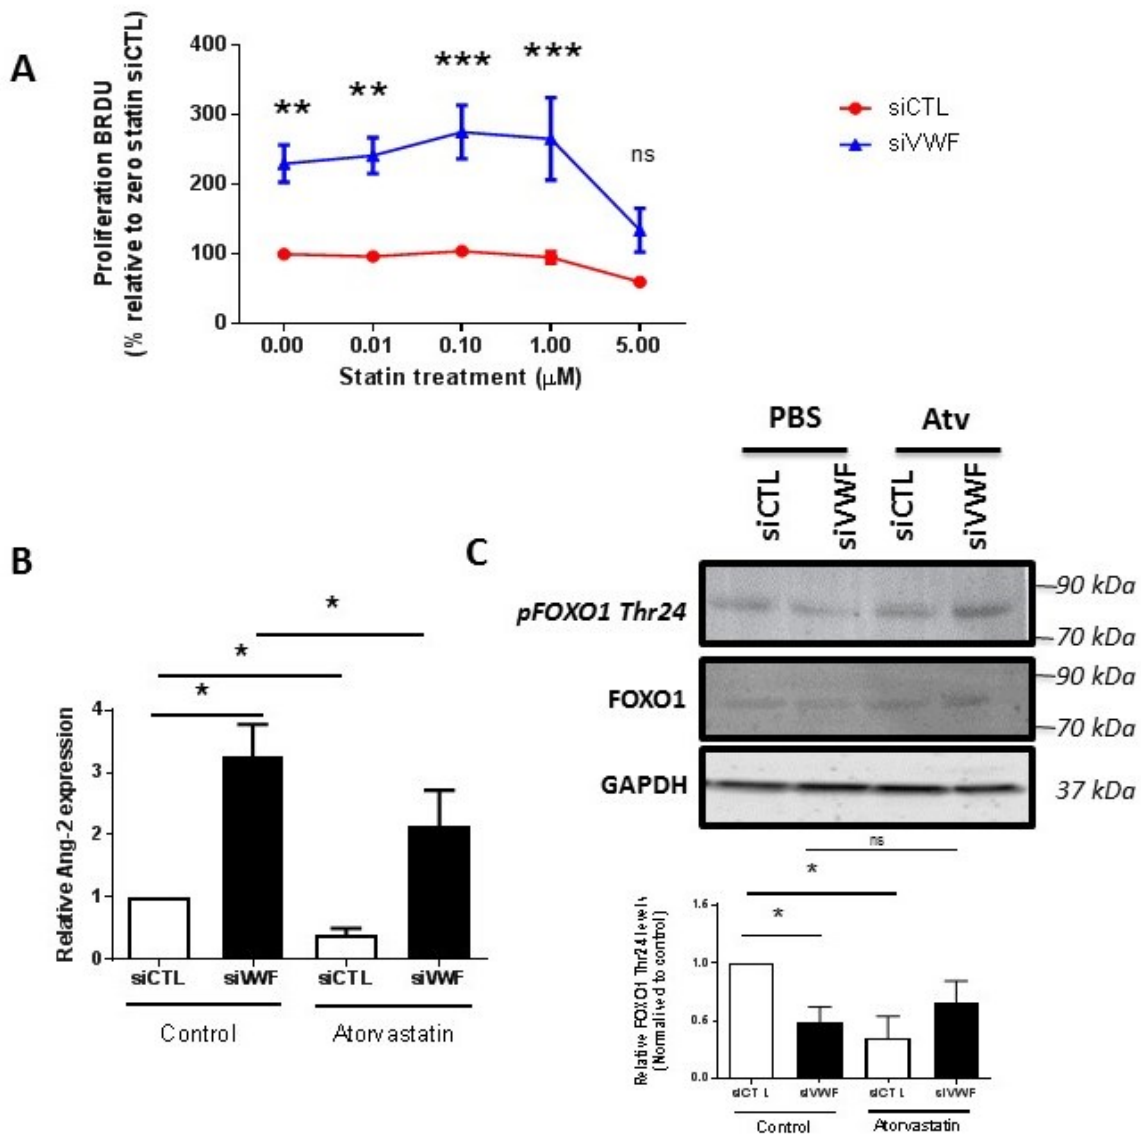 A
Proliferation BRDU
(% relative to zero statin siCTL)
400
300
200
100
0
**
**
***
***
ns
0.00
0.01
0.10
1.00
5.00
Statin treatment (μM)
siCTL
siVWF
B
Relative Ang-2 expression
4
3
2
1
0
*
*
*
siCTL
siVWF
siCTL
siVWF
Control
Atorvastatin
C
PBS
Atv
siCTL
siVWF
siCTL
siVWF
pFOXO1 Thr24
90 kDa
70 kDa
FOXO1
90 kDa
70 kDa
GAPDH
37 kDa
ns
*
*
Relative FOXO1 Thr24 levels
(Normalised to control)
1.5
1.0
0.5
0.0
siCTL
siVWF
siCTL
siVWF
Control
Atorvastatin